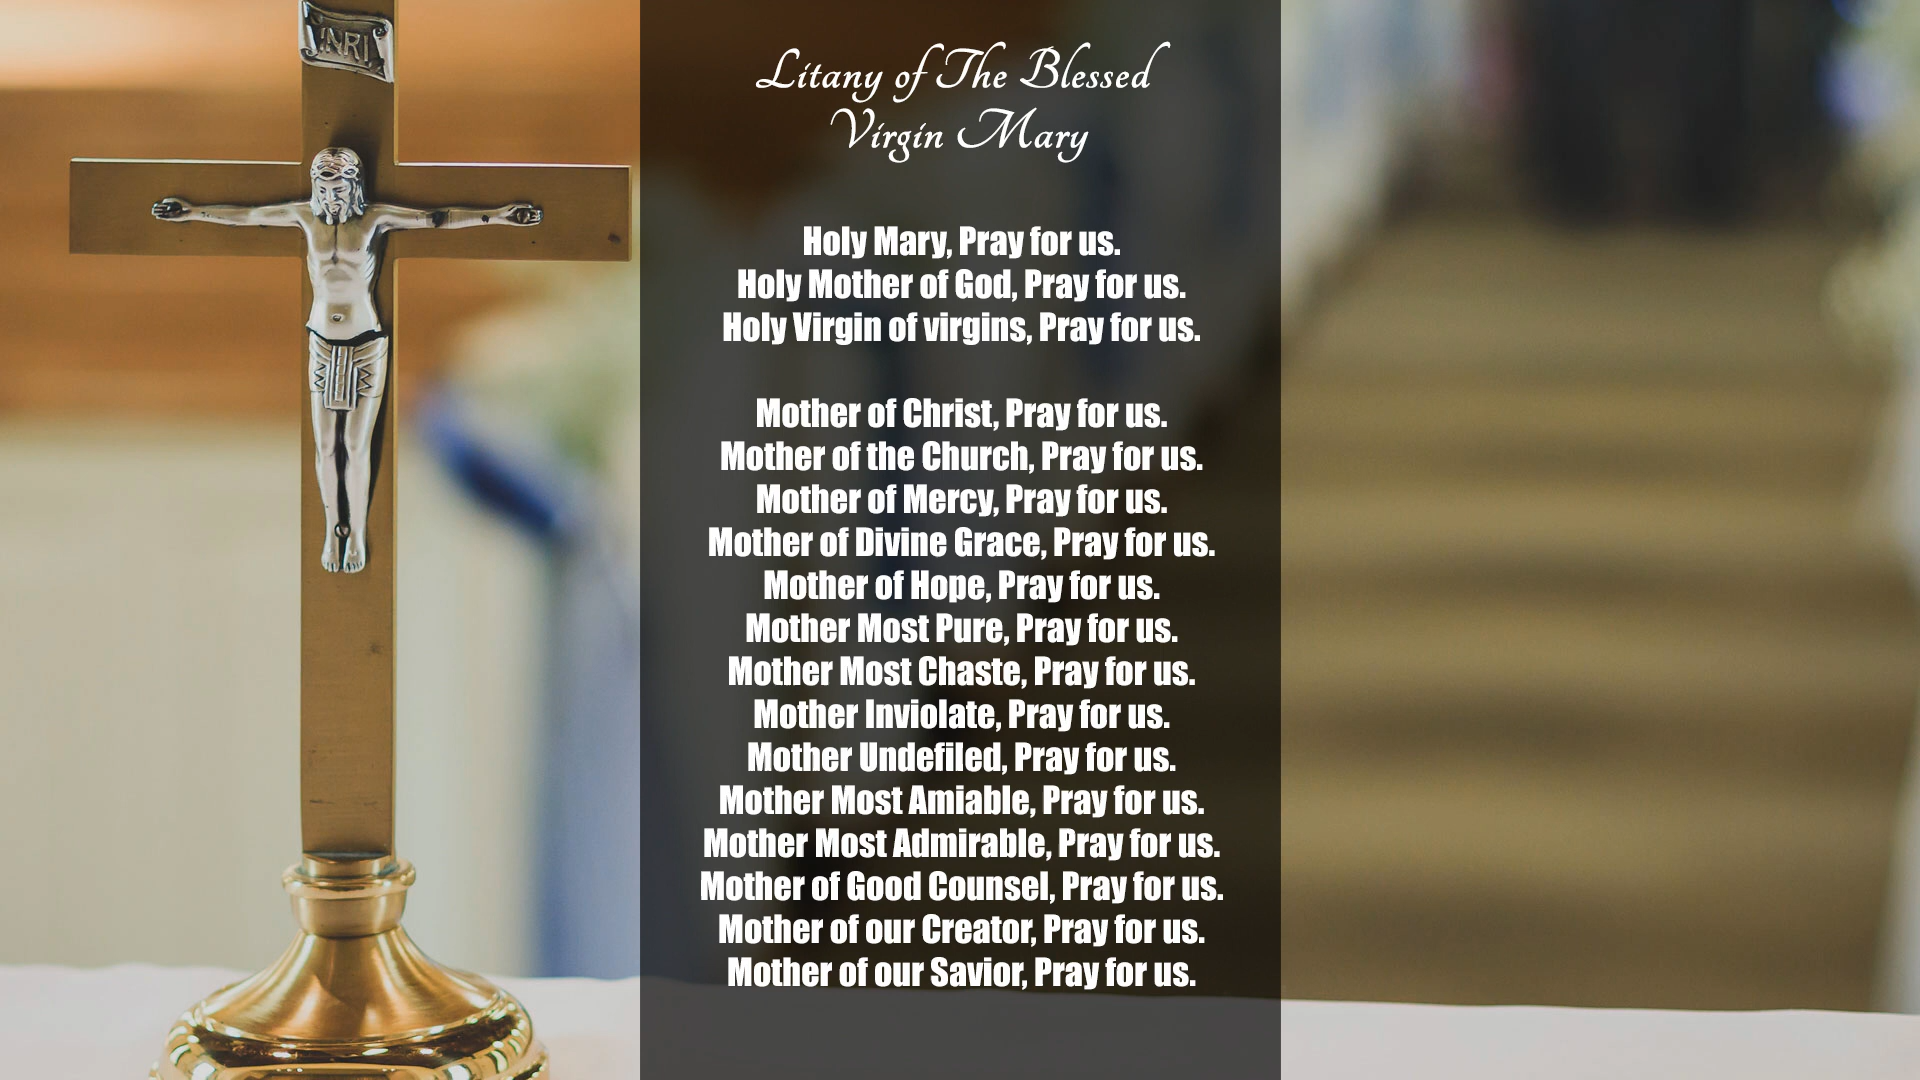 INRI
Litany of The Blessed
Virgin Mary
Holy Mary, Pray for us.
Holy Mother of God, Pray for us.
Holy Virgin of virgins, Pray for us.
Mother of Christ, Pray for us.
Mother of the Church, Pray for us.
Mother of Mercy, Pray for us.
Mother of Divine Grace, Pray for us.
Mother of Hope, Pray for us.
Mother Most Pure, Pray for us.
Mother Most Chaste, Pray for us.
Mother Inviolate, Pray for us.
Mother Undefiled, Pray for us.
Mother Most Amiable, Pray for us.
Mother Most Admirable, Pray for us.
Mother of Good Counsel, Pray for us.
Mother of our Creator, Pray for us.
Mother of our Savior, Pray for us.